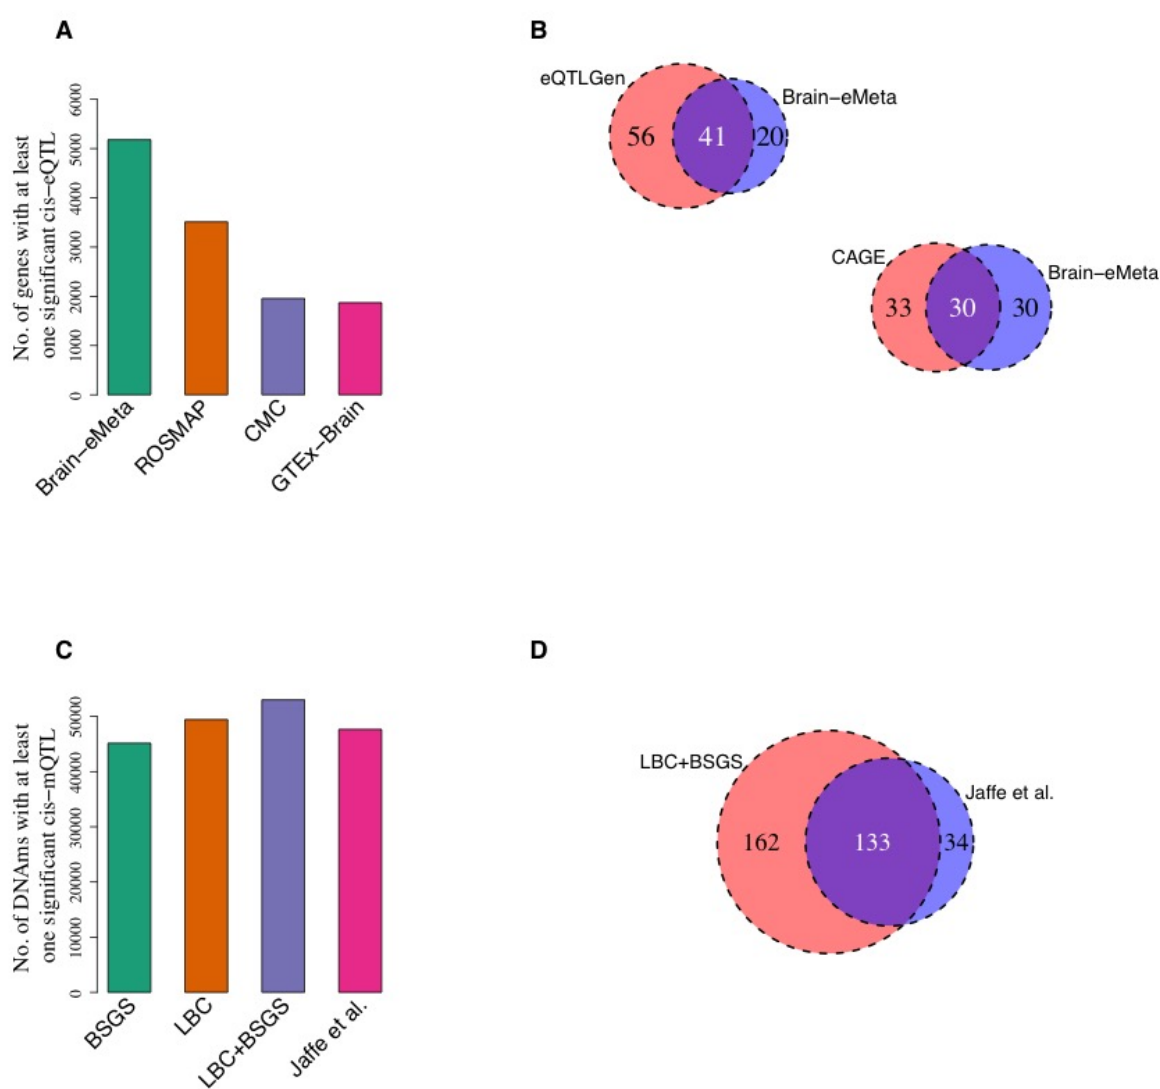 A
No. of genes with at least
one significant cis−eQTL
6000
5000
4000
3000
2000
1000
0
Brain−eMeta
ROSMAP
CMC
GTEx−Brain
B
eQTLGen
Brain−eMeta
56
41
20
CAGE
Brain−eMeta
33
30
30
C
No. of DNAms with at least
one significant cis−mQTL
50000
40000
30000
20000
10000
0
BSGS
LBC
LBC+BSGS
Jaffe et al.
D
LBC+BSGS
Jaffe et al.
162
133
34